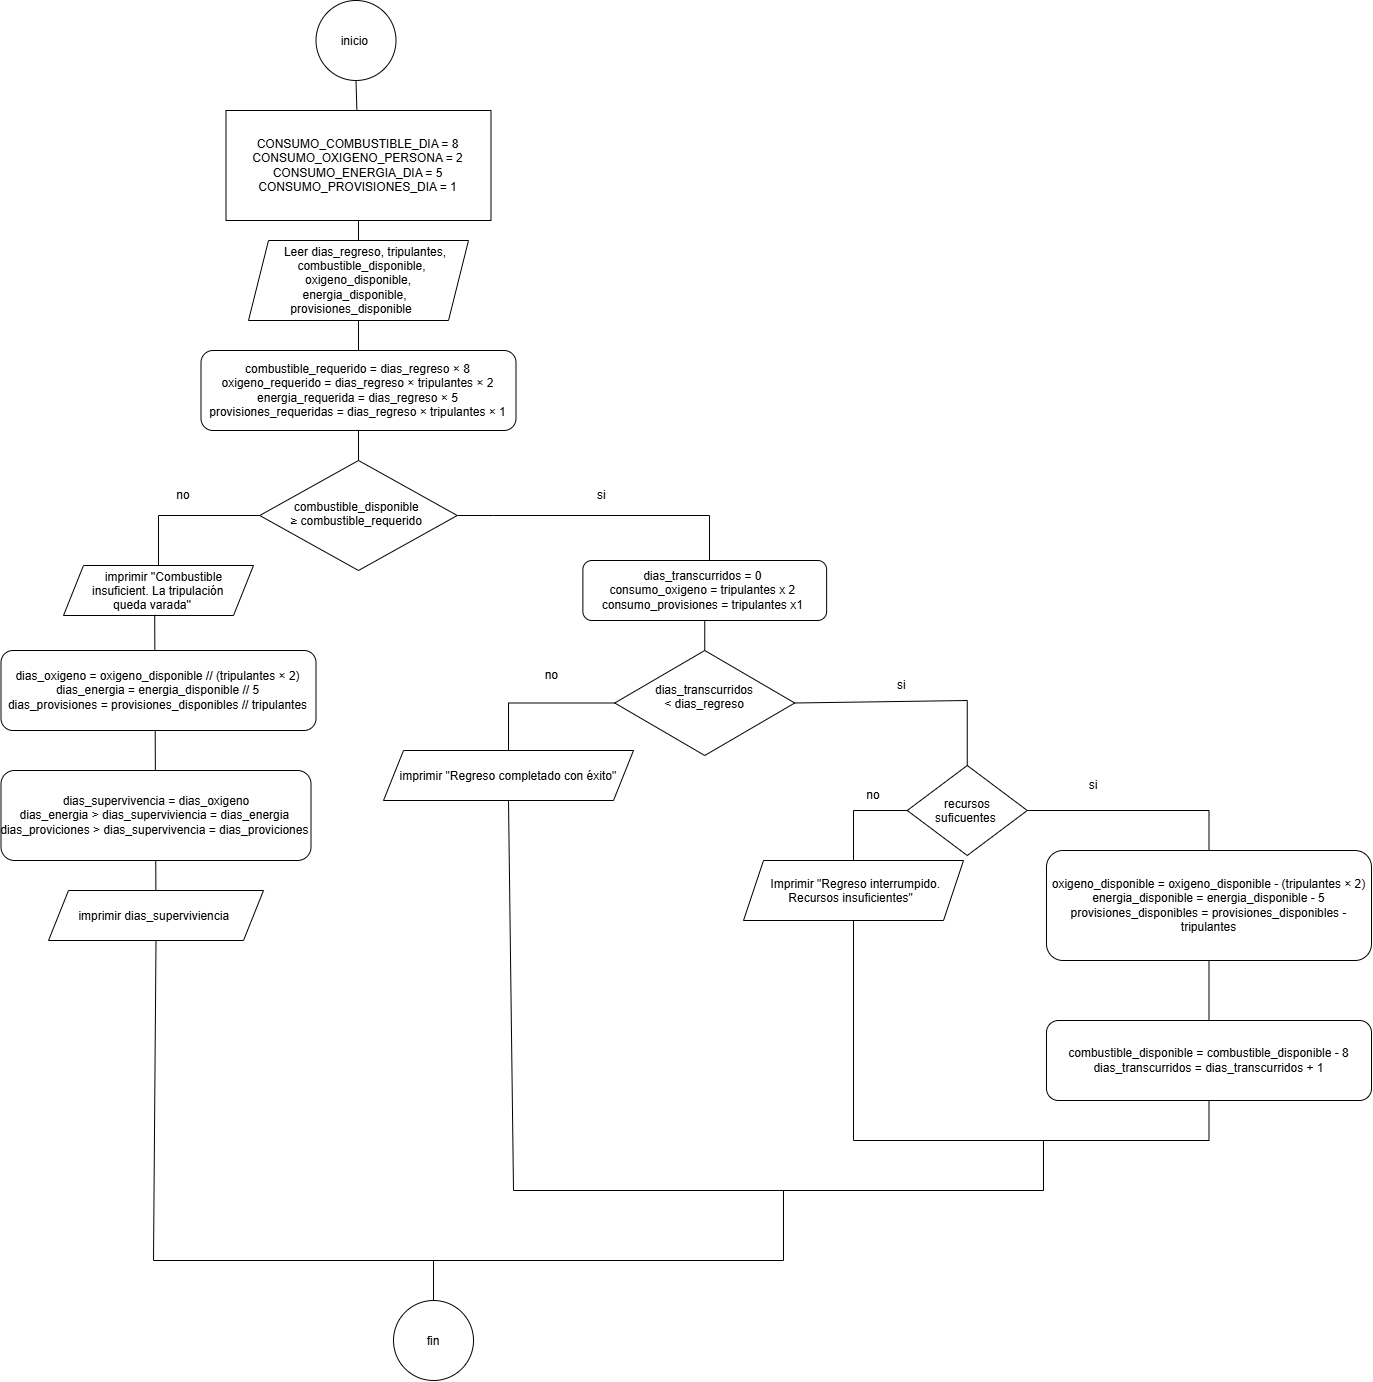 inicio
CONSUMO_COMBUSTIBLE_DIA = 8
CONSUMO_OXIGENO_PERSONA = 2
CONSUMO_ENERGIA_DIA = 5
CONSUMO_PROVISIONES_DIA = 1
Leer dias_regreso, tripulantes,
combustible_disponible,
oxigeno_disponible,
energia_disponible,
provisiones_disponible
combustible_requerido = dias_regreso × 8
oxigeno_requerido = dias_regreso × tripulantes × 2
energia_requerida = dias_regreso × 5
provisiones_requeridas = dias_regreso × tripulantes × 1
no
combustible_disponible
≥ combustible_requerido
si
imprimir "Combustible
insuficient. La tripulación
queda varada"
dias_transcurridos = 0
consumo_oxigeno = tripulantes x 2
consumo_provisiones = tripulantes x1
dias_oxigeno = oxigeno_disponible // (tripulantes × 2)
dias_energia = energia_disponible // 5
dias_provisiones = provisiones_disponibles // tripulantes
no
dias_transcurridos
< dias_regreso
si
imprimir "Regreso completado con éxito"
dias_supervivencia = dias_oxigeno
dias_energia > dias_superviviencia = dias_energia
dias_proviciones > dias_supervivencia = dias_proviciones
no
recursos
suficuentes
si
Imprimir "Regreso interrumpido.
Recursos insuficientes"
oxigeno_disponible = oxigeno_disponible - (tripulantes × 2)
energia_disponible = energia_disponible - 5
provisiones_disponibles = provisiones_disponibles -
tripulantes
imprimir dias_superviviencia
combustible_disponible = combustible_disponible - 8
dias_transcurridos = dias_transcurridos + 1
fin